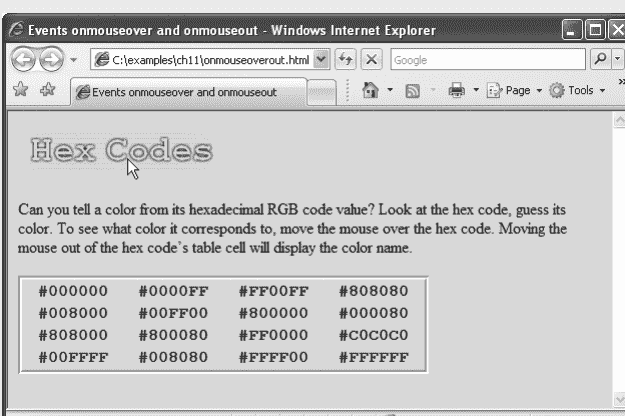 Events onmouseover and onmouseout - Windows Internet Explorer
C:\examples\ch11\onmouseoverout.html
Google
Events onmouseover and onmouseout
Page
Tools
»
Hex Codes
Can you tell a color from its hexadecimal RGB code value? Look at the hex code, guess its
color. To see what color it corresponds to, move the mouse over the hex code. Moving the
mouse out of the hex code's table cell will display the color name.
#000000 #0000FF #FF00FF #808080
#008000 #00FF00 #800000 #000080
#808000 #800080 #FF0000 #C0C0C0
#00FFFF #008080 #FFFF00 #FFFFFF